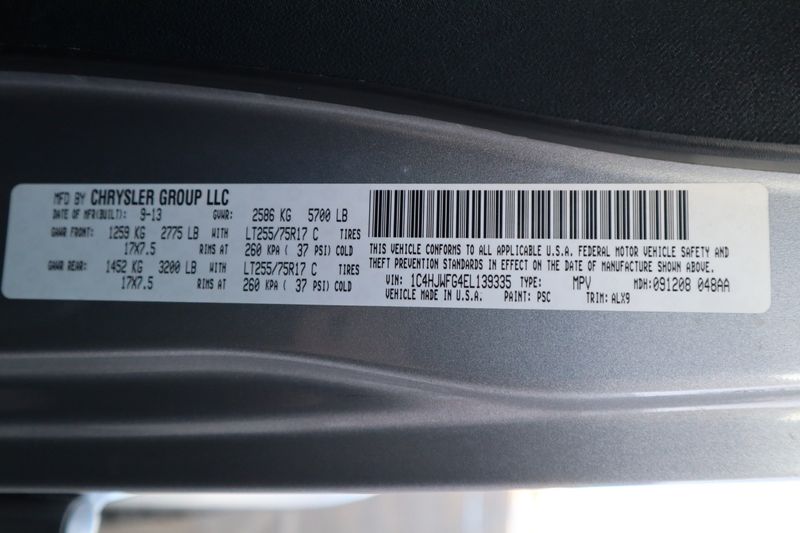 MFD BY CHRYSLER GROUP LLC
DATE OF MFR(BUILT): 9-13 GVWR: 2586 KG 5700 LB
GAWR FRONT: 1259 KG 2775 LB WITH LT255/75R17 C TIRES
17X7.5 RIMS AT 260 KPA ( 37 PSI) COLD
GAWR REAR: 1452 KG 3200 LB WITH LT255/75R17 C TIRES
17X7.5 RIMS AT 260 KPA ( 37 PSI) COLD
THIS VEHICLE CONFORMS TO ALL APPLICABLE U.S.A. FEDERAL MOTOR VEHICLE SAFETY AND
THEFT PREVENTION STANDARDS IN EFFECT ON THE DATE OF MANUFACTURE SHOWN ABOVE.
VIN: 1C4HJWFG4EL139335 TYPE: MPV MDH: 091208 048AA
VEHICLE MADE IN U.S.A. PAINT: PSC TRIM: ALX9